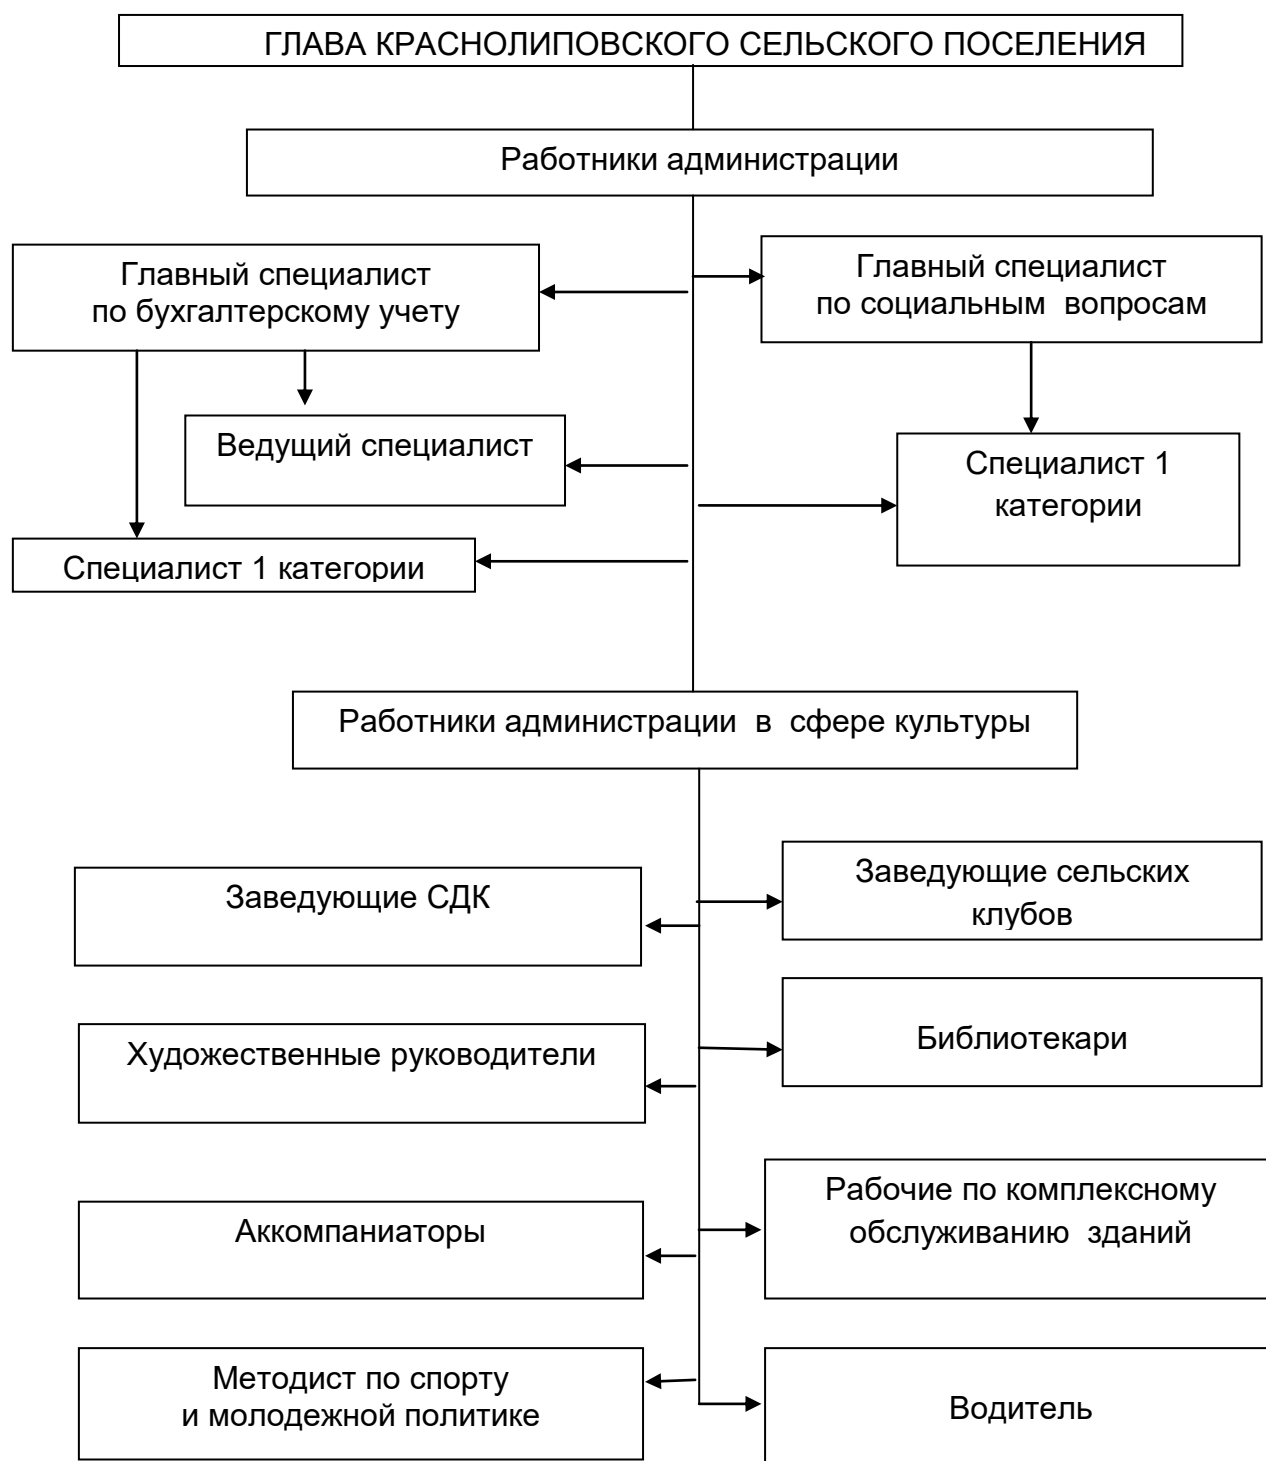 ГЛАВА КРАСНОЛИПОВСКОГО СЕЛЬСКОГО ПОСЕЛЕНИЯ
Работники администрации
Главный специалист
по бухгалтерскому учету
Главный специалист
по социальным вопросам
Ведущий специалист
Специалист 1
категории
Специалист 1 категории
Работники администрации в сфере культуры
Заведующие СДК
Заведующие сельских
клубов
Художественные руководители
Библиотекари
Аккомпаниаторы
Рабочие по комплексному
обслуживанию зданий
Методист по спорту
и молодежной политике
Водитель